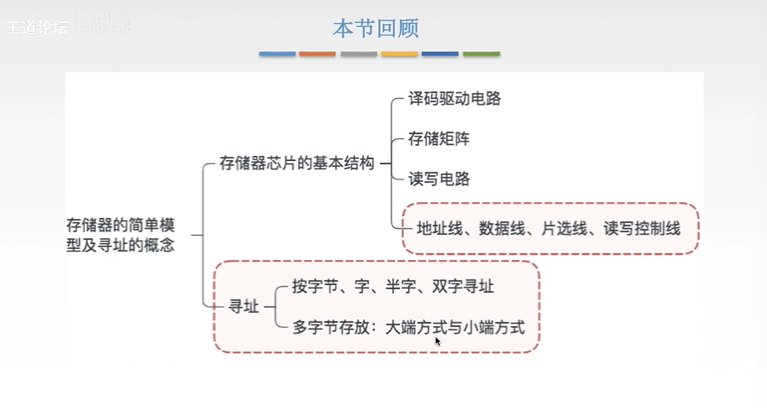 王道论坛
本节回顾
译码驱动电路
存储器芯片的基本结构
存储矩阵
读写电路
地址线、数据线、片选线、读写控制线
存储器的简单模
型及寻址的概念
寻址
按字节、字、半字、双字寻址
多字节存放：大端方式与小端方式